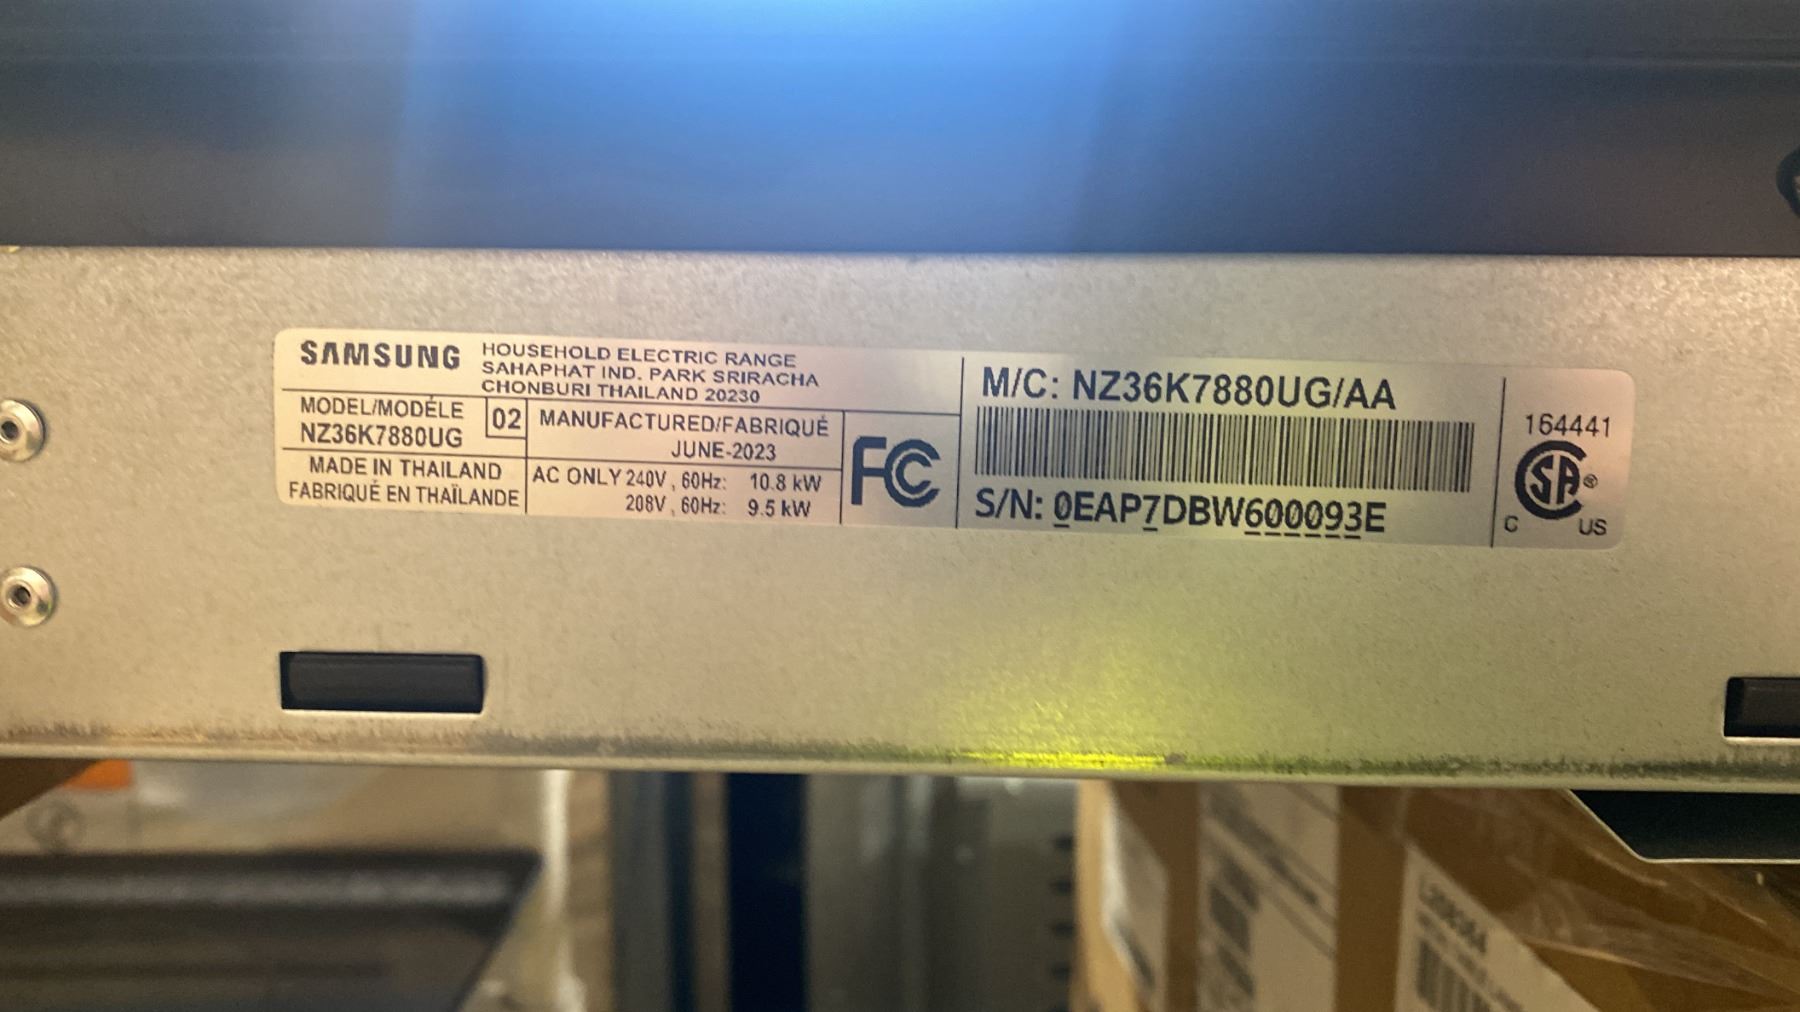 SAMSUNG
HOUSEHOLD ELECTRIC RANGE
SAHAPHAT IND. PARK SRIRACHA
CHONBURI THAILAND 20230
MODEL/MODÉLE
NZ36K7880UG
02
MANUFACTURED/FABRIQUÉ
JUNE-2023
MADE IN THAILAND
FABRIQUÉ EN THAÏLANDE
AC ONLY 240V , 60Hz: 10.8 kW
208V , 60Hz: 9.5 kW
FC
M/C: NZ36K7880UG/AA
S/N: 0EAP7DBW600093E
164441
SA®
C US